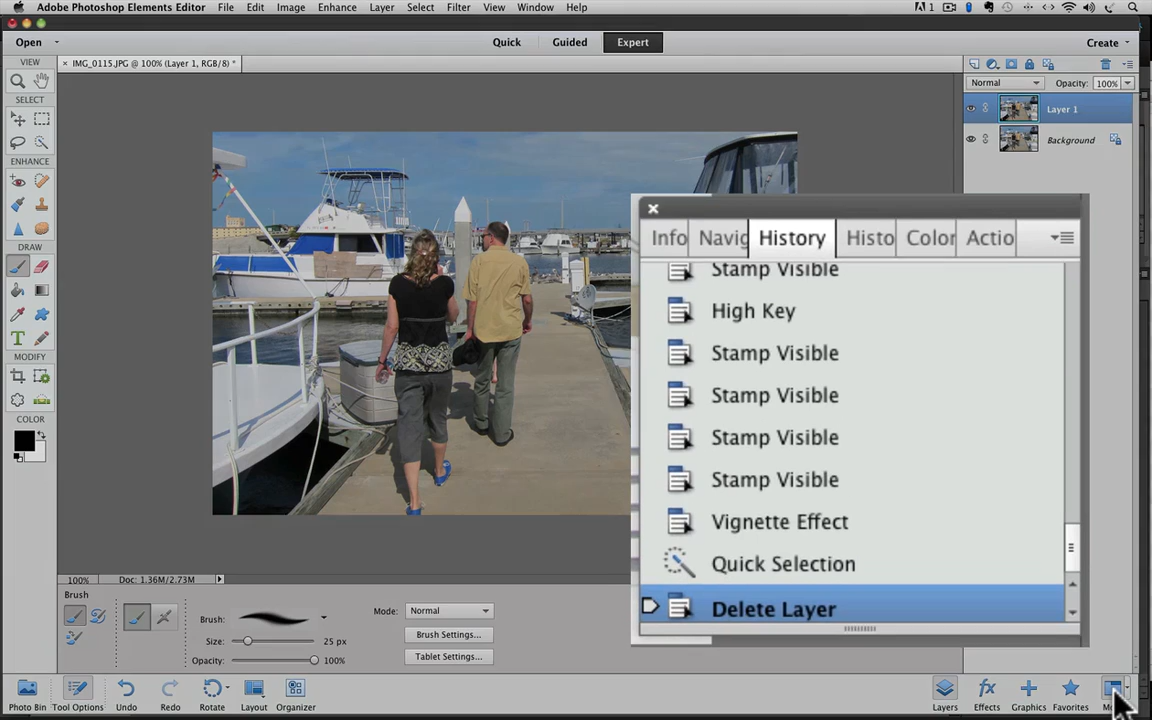 Adobe Photoshop Elements Editor File Edit Image Enhance Layer Select Filter View Window Help
1
Open Quick Guided Expert Create
VIEW
× IMG_0115.JPG @ 100% (Layer 1, RGB/8) *
Normal Opacity: 100%
SELECT
Layer 1
Background
ENHANCE
DRAW
MODIFY
COLOR
Info Navig History Histo Color Actio
Stamp Visible
High Key
Stamp Visible
Stamp Visible
Stamp Visible
Stamp Visible
Vignette Effect
Quick Selection
Delete Layer
100% Doc: 1.36M/2.73M
Brush
Brush: Mode: Normal
Size: 25 px Brush Settings...
Opacity: 100% Tablet Settings...
Photo Bin Tool Options Undo Redo Rotate Layout Organizer Layers Effects Graphics Favorites